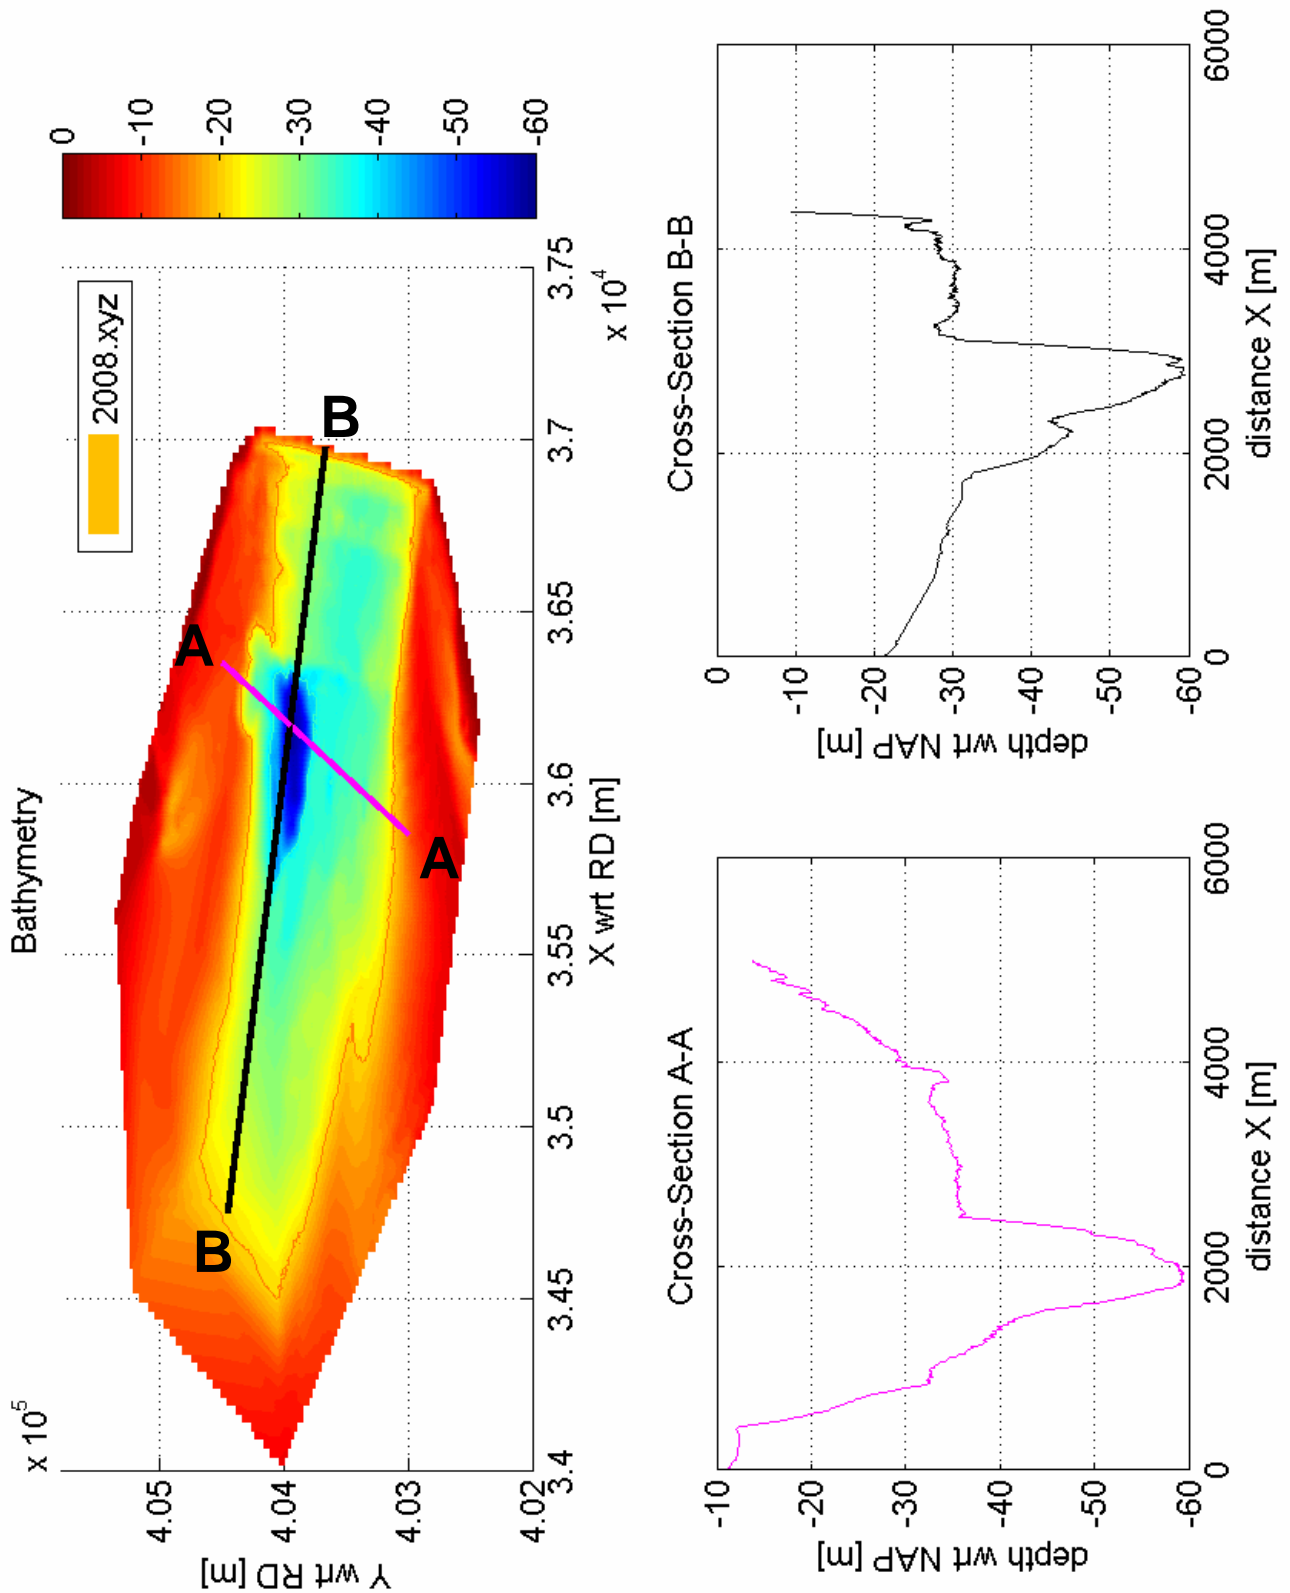 Bathymetry
x 10^5
4.05
4.04
4.03
4.02
Y wrt RD [m]
3.4
3.45
3.5
3.55
3.6
3.65
3.7
3.75
x 10^4
X wrt RD [m]
2008.xyz
A
A
B
B
0
-10
-20
-30
-40
-50
-60
Cross-Section A-A
-10
-20
-30
-40
-50
-60
depth wrt NAP [m]
0
2000
4000
6000
distance X [m]
Cross-Section B-B
0
-10
-20
-30
-40
-50
-60
depth wrt NAP [m]
0
2000
4000
6000
distance X [m]